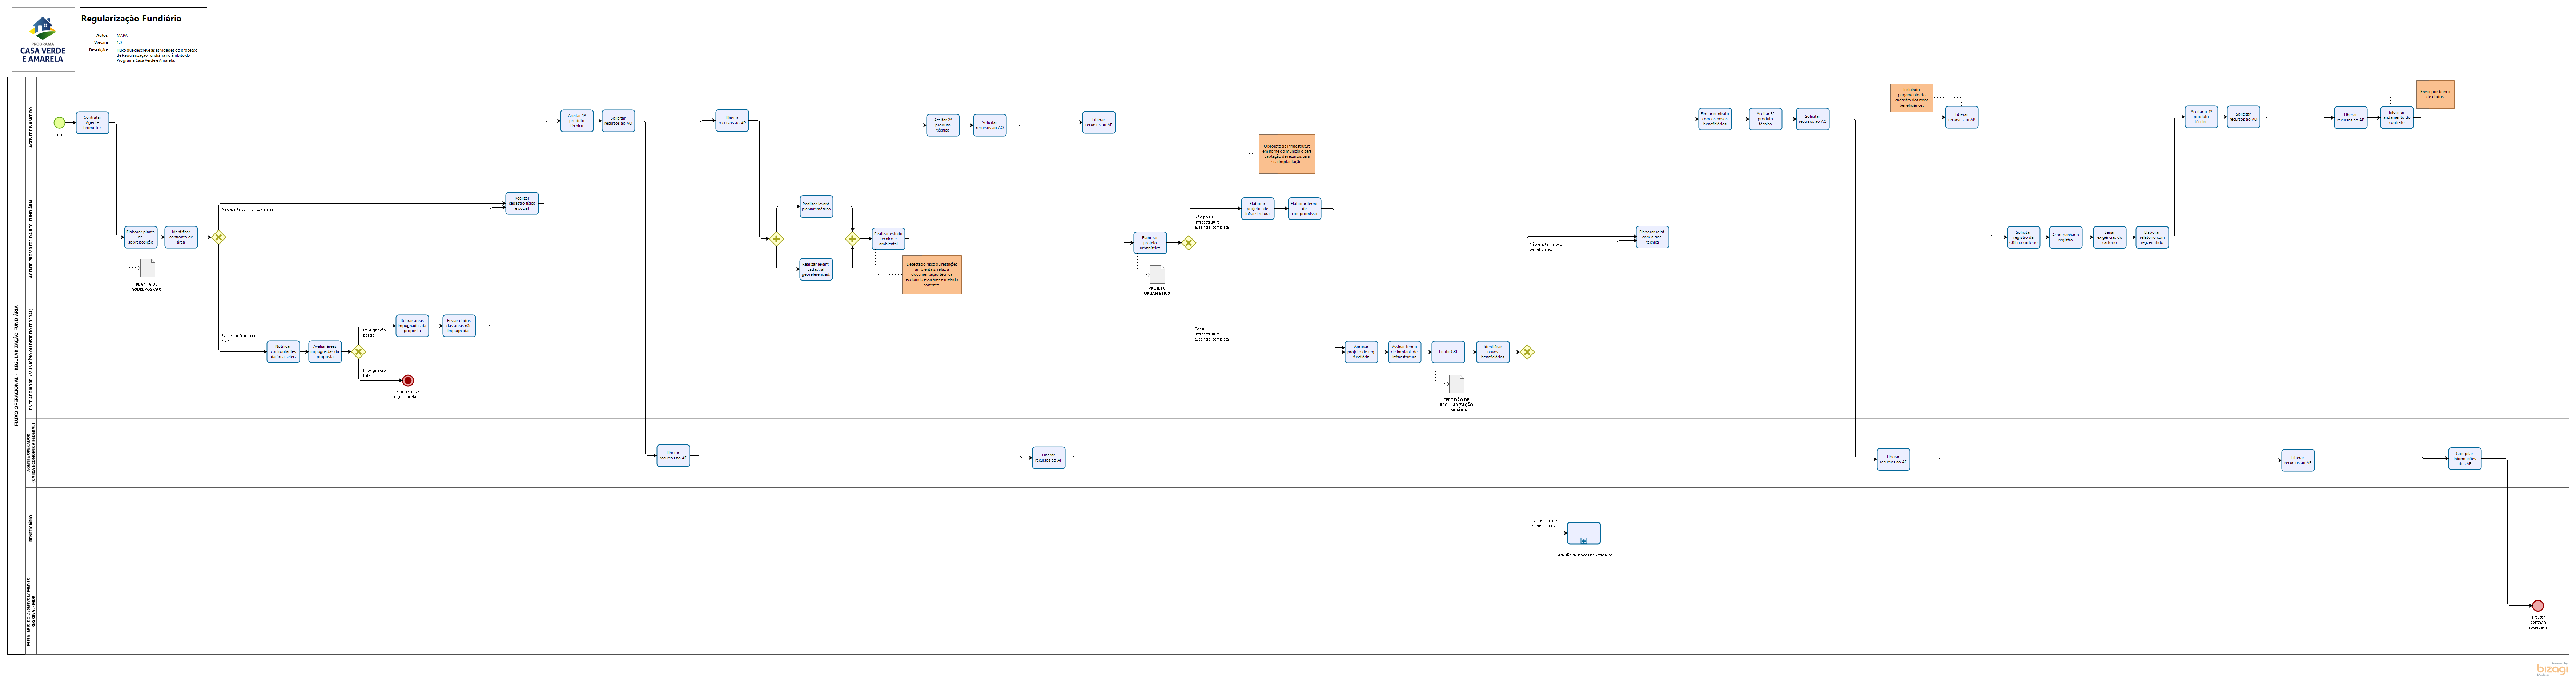 PROGRAMA
CASA VERDE
E AMARELA
Regularização Fundiária
Autor: MAPA
Versão: 1.0
Descrição: Fluxo que descreve as atividades do processo
de Regularização Fundiária no âmbito do
Programa Casa Verde e Amarela.
FLUXO OPERACIONAL - REGULARIZAÇÃO FUNDIÁRIA
AGENTE FINANCEIRO
Início
Contratar
Agente
Promotor
Aceitar 1º
produto
técnico
Solicitar
recursos ao AO
Liberar
recursos ao AP
Aceitar 2º
produto
técnico
Solicitar
recursos ao AO
Liberar
recursos ao AP
O projeto de infraestrutura
em nome do município para
captação de recursos para
sua implantação.
Firmar contrato
com os novos
beneficiários
Aceitar 3º
produto
técnico
Solicitar
recursos ao AO
Incluindo
pagamento do
cadastro dos novos
beneficiários.
Liberar
recursos ao AP
Aceitar o 4º
produto
técnico
Solicitar
recursos ao AO
Liberar
recursos ao AP
Informar
andamento do
contrato
Envio por banco
de dados.
AGENTE PROMOTOR DA REG. FUNDIÁRIA
Elaborar planta
de
sobreposição
PLANTA DE
SOBREPOSIÇÃO
Identificar
confronto de
área
Não existe confronto de área
Existe confronto de
área
Realizar
cadastro físico
e social
Realizar levant.
planialtimétrico
Realizar levant.
cadastral
georreferenciad.
Realizar estudo
técnico e
ambiental
Detectado risco ou restrições
ambientais, refaz a
documentação técnica
excluindo essa área e meta do
contrato.
Elaborar
projeto
urbanístico
PROJETO
URBANÍSTICO
Não possui
infraestrutura
essencial completa
Possui
infraestrutura
essencial completa
Elaborar
projetos de
infraestrutura
Elaborar termo
de
compromisso
Elaborar relat.
com a doc.
técnica
Solicitar
registro da
CRF no cartório
Acompanhar o
registro
Sanar
exigências do
cartório
Elaborar
relatório com
reg. emitido
ENTE APOIADOR (MUNICÍPIO OU DISTRITO FEDERAL)
Notificar
confrontantes
da área selec.
Avaliar áreas
impugnadas da
proposta
Impugnação
parcial
Impugnação
total
Retirar áreas
impugnadas da
proposta
Enviar dados
das áreas não
impugnadas
Contrato de
reg. cancelado
Aprovar
projeto de reg.
fundiária
Assinar termo
de implant. de
infraestrutura
Emitir CRF
CERTIDÃO DE
REGULARIZAÇÃO
FUNDIÁRIA
Identificar
novos
beneficiários
Não existem novos
beneficiários
Existem novos
beneficiários
AGENTE OPERADOR
(CAIXA ECONÔMICA FEDERAL)
Liberar
recursos ao AF
Liberar
recursos ao AF
Liberar
recursos ao AF
Liberar
recursos ao AF
Compilar
informações
dos AF
BENEFICIÁRIO
Adesão de novos beneficiários
MINISTÉRIO DO DESENVOLVIMENTO
REGIONAL - MDR
Prestar
contas à
sociedade
bizagi